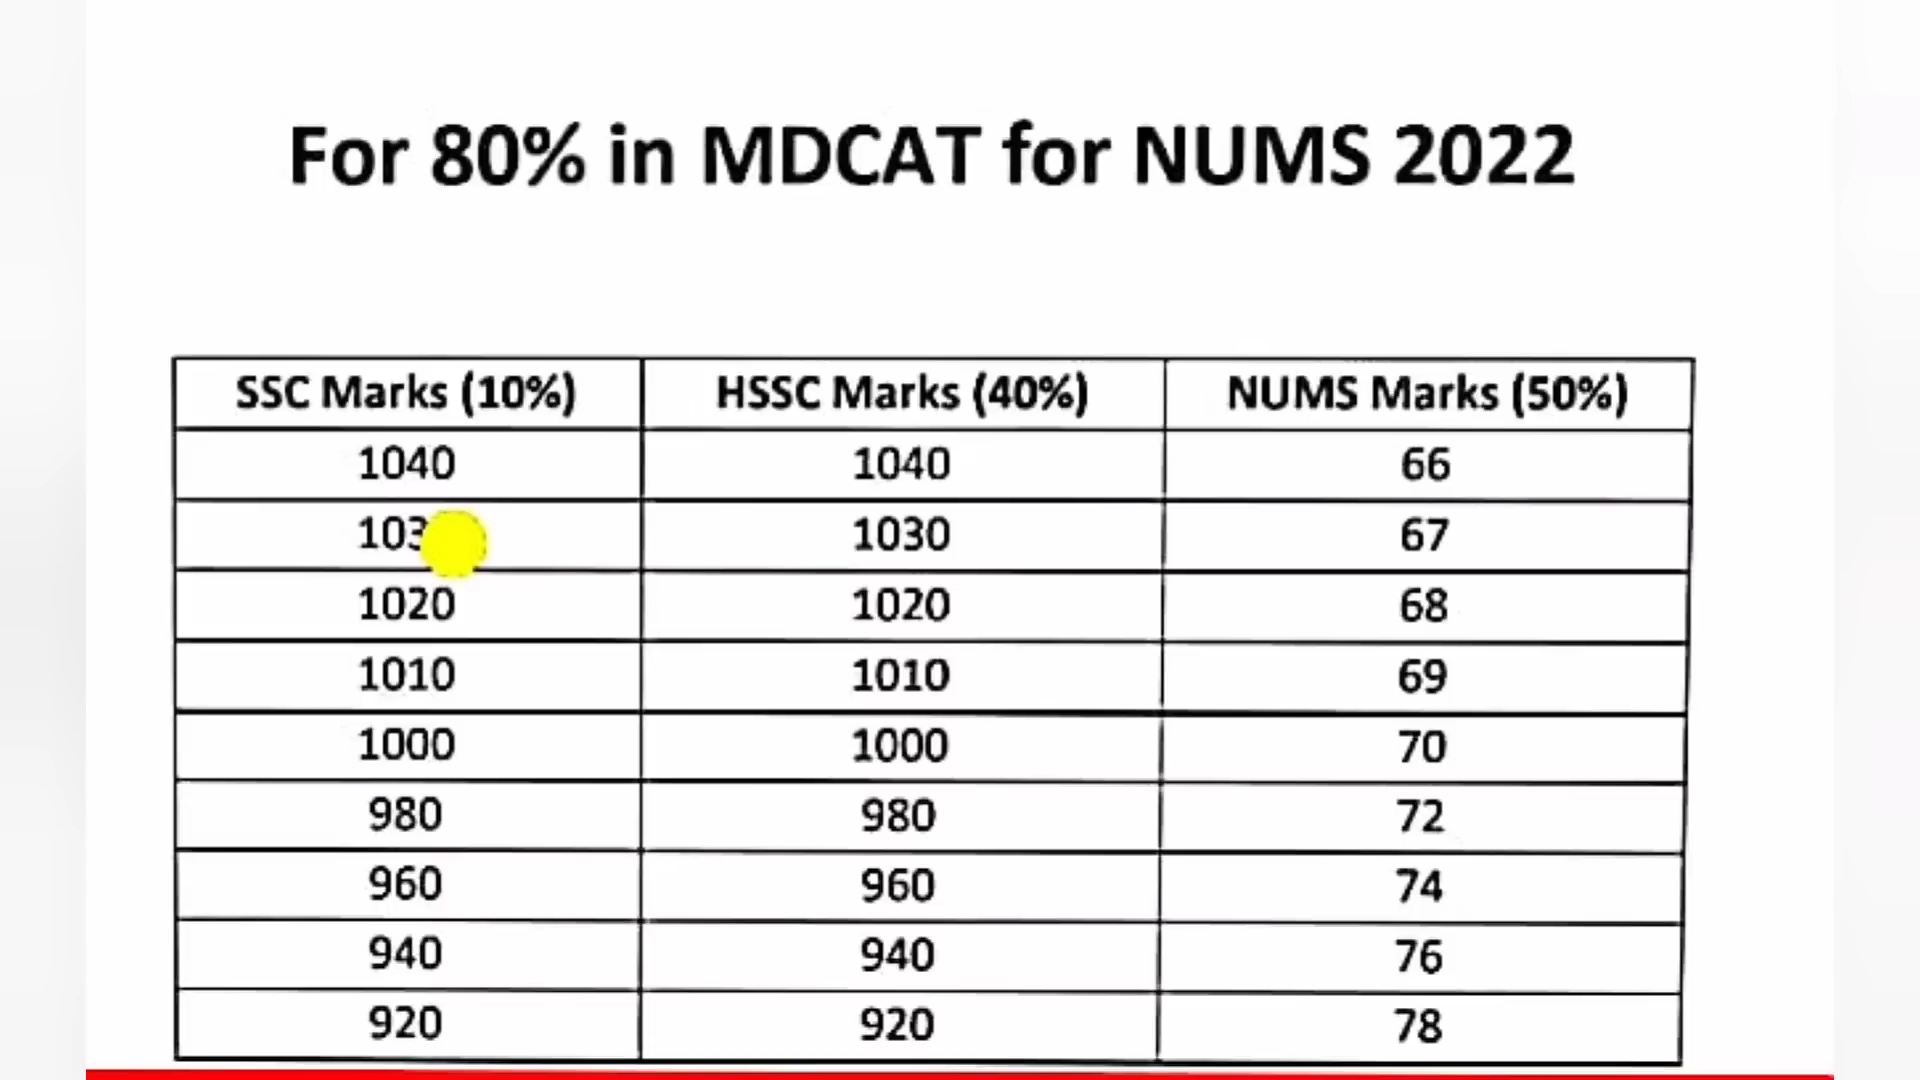 For 80% in MDCAT for NUMS 2022
SSC Marks (10%) HSSC Marks (40%) NUMS Marks (50%)
1040 1040 66
103 1030 67
1020 1020 68
1010 1010 69
1000 1000 70
980 980 72
960 960 74
940 940 76
920 920 78